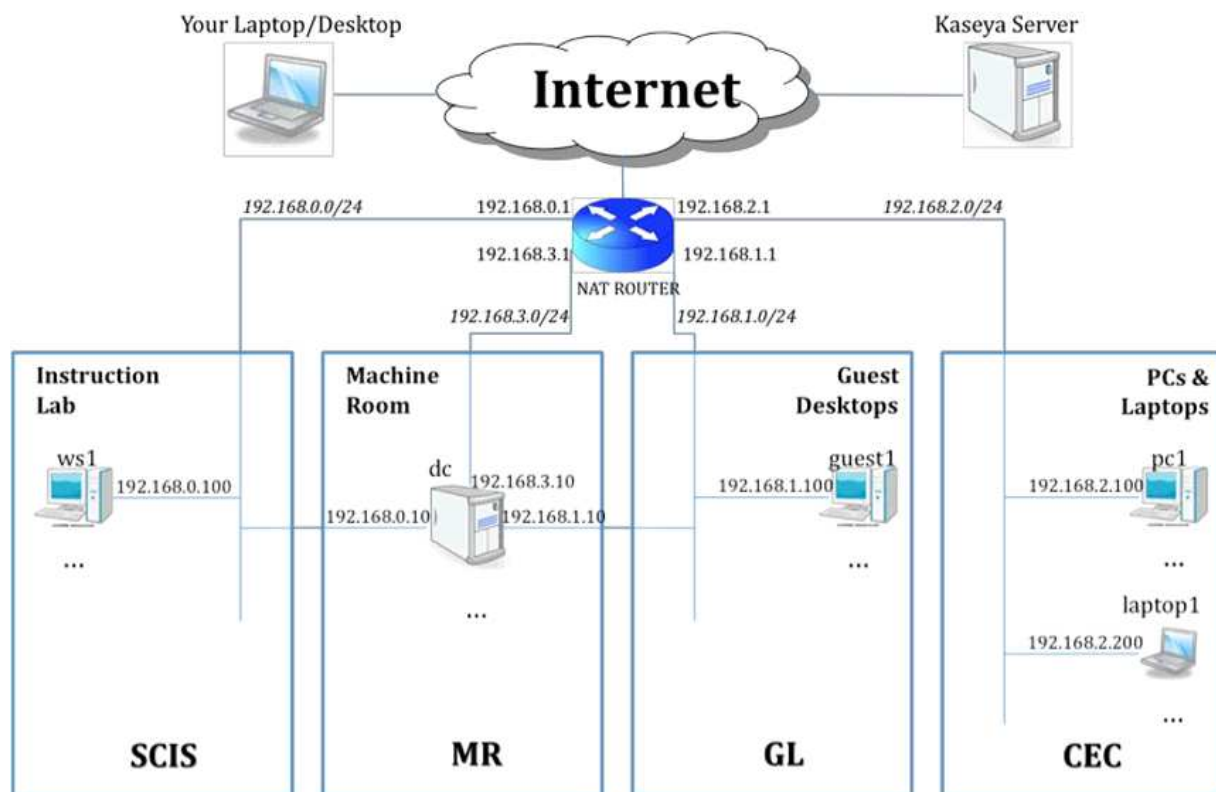 Your Laptop/Desktop
Kaseya Server
Internet
192.168.0.0/24
192.168.0.1
192.168.2.1
192.168.2.0/24
192.168.3.1
192.168.1.1
NAT ROUTER
192.168.3.0/24
192.168.1.0/24
Instruction
Lab
Machine
Room
Guest
Desktops
PCs &
Laptops
ws1
192.168.0.100
...
dc
192.168.3.10
192.168.0.10
192.168.1.10
...
guest1
192.168.1.100
...
pc1
192.168.2.100
...
laptop1
192.168.2.200
...
SCIS
MR
GL
CEC